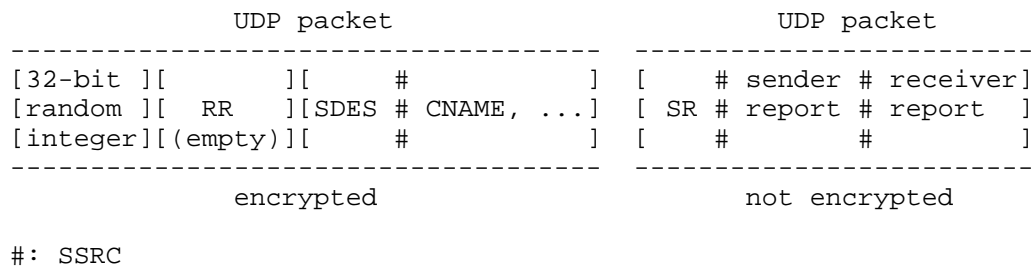 UDP packet                        UDP packet
-------------------------------------  -------------------------
[32-bit ][       ][     #           ]  [    # sender # receiver]
[random ][  RR   ][SDES # CNAME, ...]  [ SR # report # report  ]
[integer][(empty)][     #           ]  [    #        #         ]
-------------------------------------  -------------------------
              encrypted                       not encrypted
#: SSRC